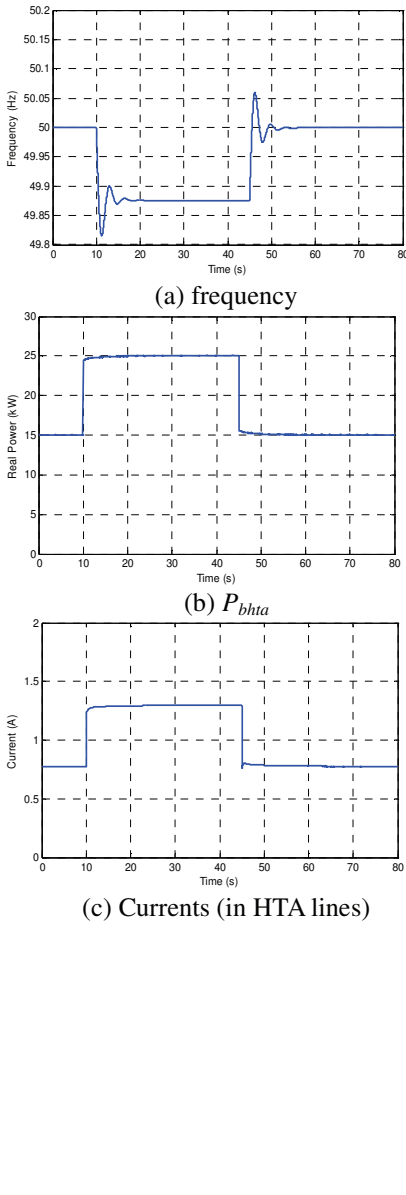 50.2
50.15
50.1
50.05
50
49.95
49.9
49.85
49.8
Frequency (Hz)
0 10 20 30 40 50 60 70 80
Time (s)
(a) frequency
30
25
20
15
10
5
0
Real Power (kW)
0 10 20 30 40 50 60 70 80
Time (s)
(b) Pbhta
2
1.5
1
0.5
0
Current (A)
0 10 20 30 40 50 60 70 80
Time (s)
(c) Currents (in HTA lines)